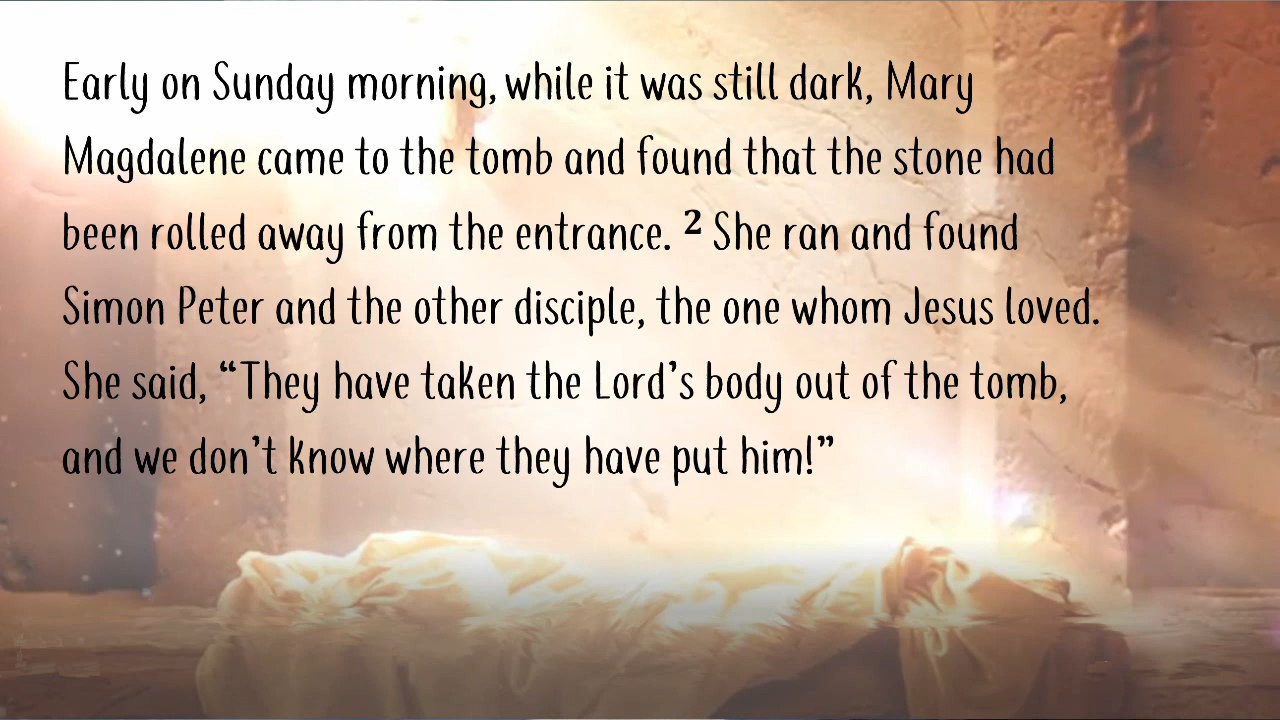 Early on Sunday morning, while it was still dark, Mary
Magdalene came to the tomb and found that the stone had
been rolled away from the entrance. ² She ran and found
Simon Peter and the other disciple, the one whom Jesus loved.
She said, “They have taken the Lord’s body out of the tomb,
and we don’t know where they have put him!”